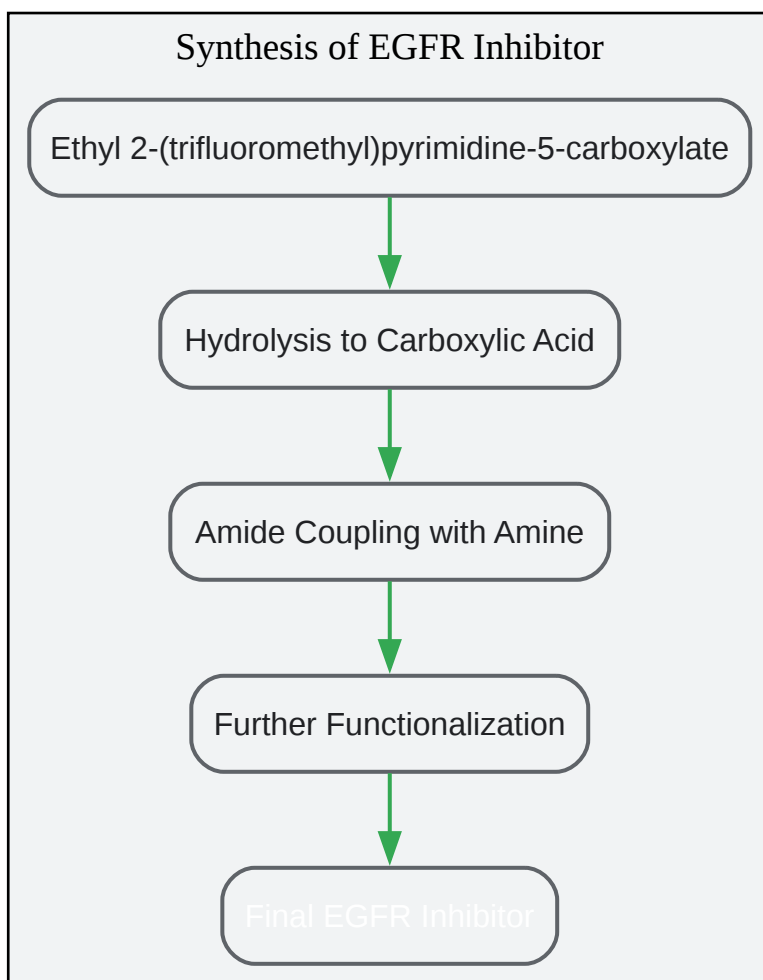 Synthesis of EGFR Inhibitor
Ethyl 2-(trifluoromethyl)pyrimidine-5-carboxylate
Hydrolysis to Carboxylic Acid
Amide Coupling with Amine
Further Functionalization
Final EGFR Inhibitor